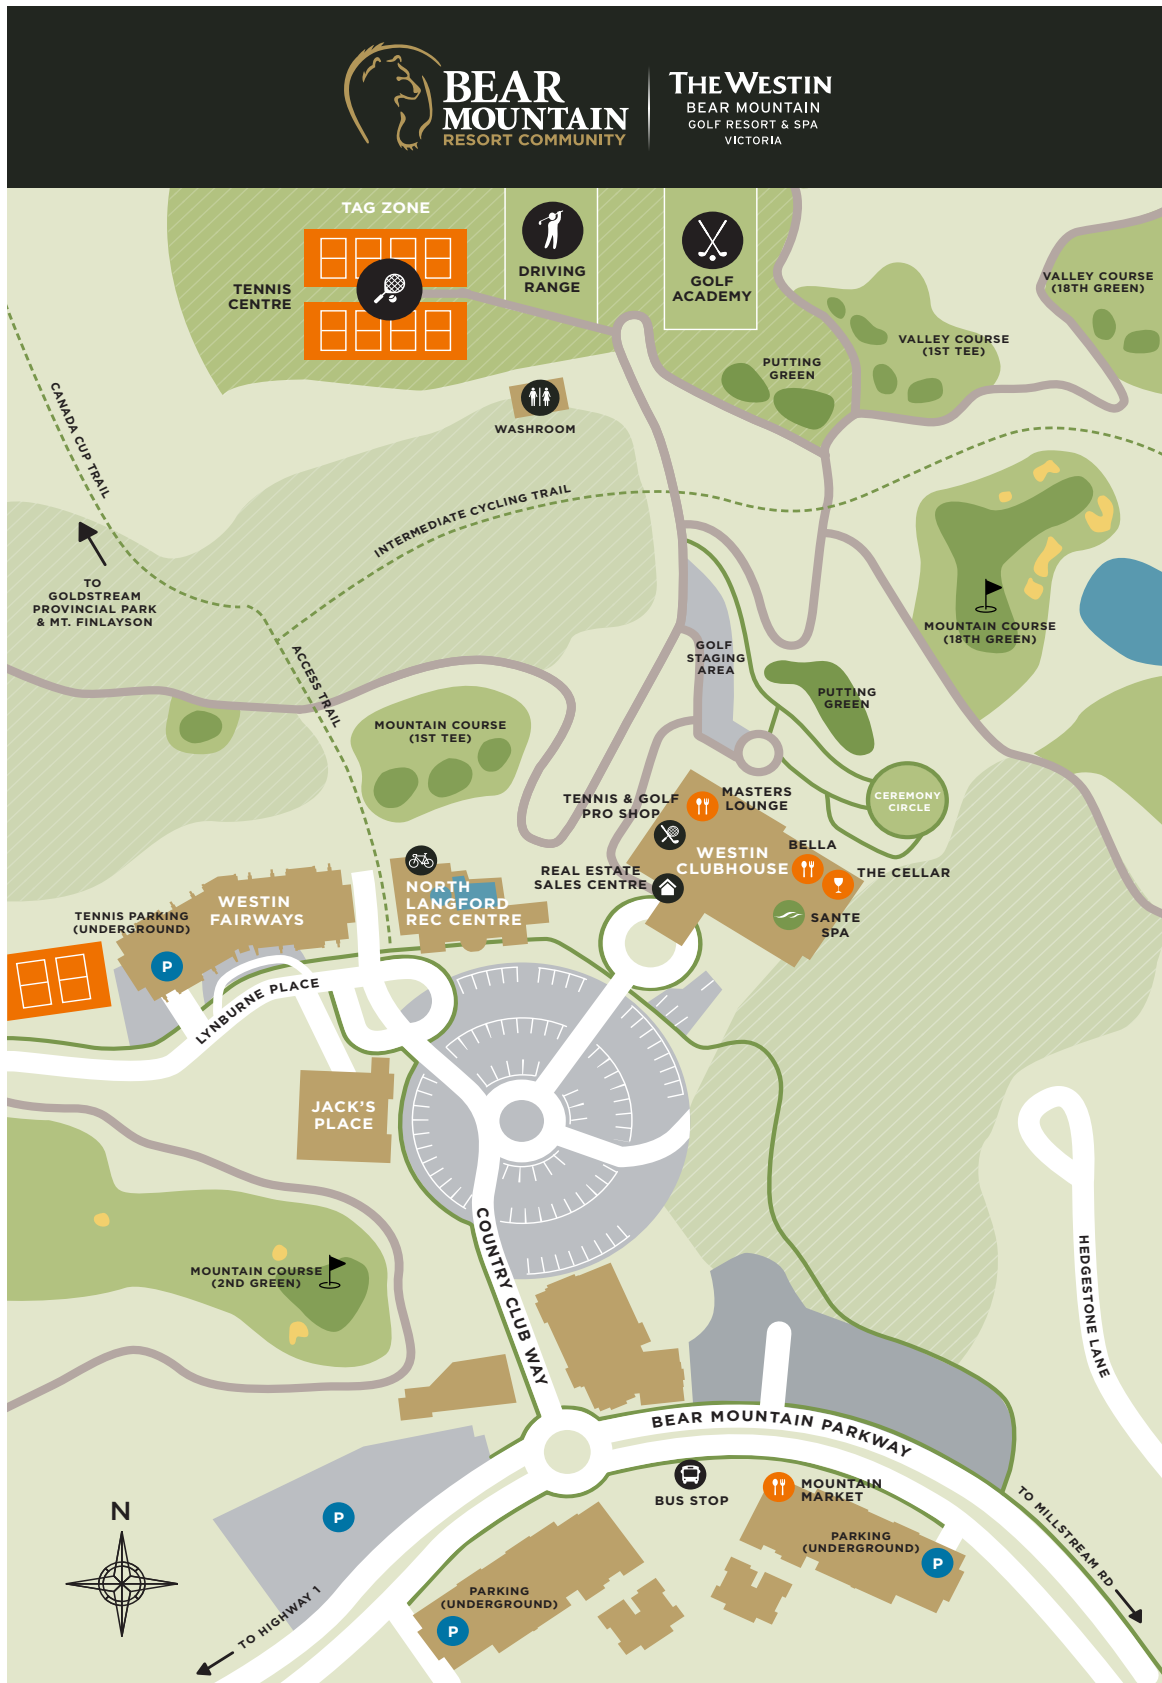 BEAR
MOUNTAIN
RESORT COMMUNITY
THE WESTIN
BEAR MOUNTAIN
GOLF RESORT & SPA
VICTORIA
TAG ZONE
TENNIS
CENTRE
DRIVING
RANGE
GOLF
ACADEMY
VALLEY COURSE
(18TH GREEN)
VALLEY COURSE
(1ST TEE)
PUTTING
GREEN
WASHROOM
CANADA CUP TRAIL
INTERMEDIATE CYCLING TRAIL
TO
GOLDSTREAM
PROVINCIAL PARK
& MT. FINLAYSON
ACCESS TRAIL
MOUNTAIN COURSE
(18TH GREEN)
GOLF
STAGING
AREA
PUTTING
GREEN
MOUNTAIN COURSE
(1ST TEE)
TENNIS & GOLF
PRO SHOP
MASTERS
LOUNGE
CEREMONY
CIRCLE
WESTIN
CLUBHOUSE
BELLA
THE CELLAR
REAL ESTATE
SALES CENTRE
SANTE
SPA
NORTH
LANGFORD
REC CENTRE
WESTIN
FAIRWAYS
TENNIS PARKING
(UNDERGROUND)
P
LYNBURNE PLACE
JACK'S
PLACE
COUNTRY CLUB WAY
HEDGESTONE LANE
MOUNTAIN COURSE
(2ND GREEN)
BEAR MOUNTAIN PARKWAY
BUS STOP
MOUNTAIN
MARKET
TO MILLSTREAM RD
P
PARKING
(UNDERGROUND)
P
N
PARKING
(UNDERGROUND)
P
TO HIGHWAY 1